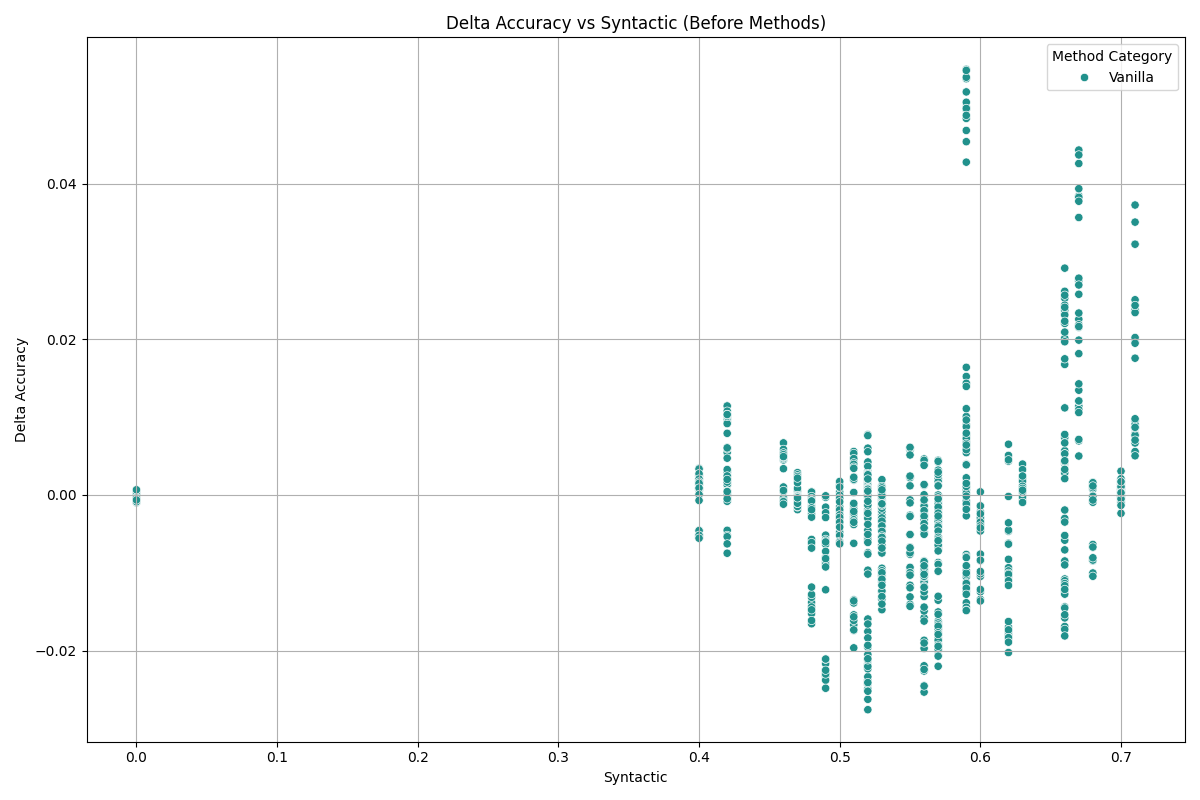 Delta Accuracy vs Syntactic (Before Methods)
Method Category
Vanilla
Delta Accuracy
0.04
0.02
0.00
−0.02
0.0 0.1 0.2 0.3 0.4 0.5 0.6 0.7
Syntactic